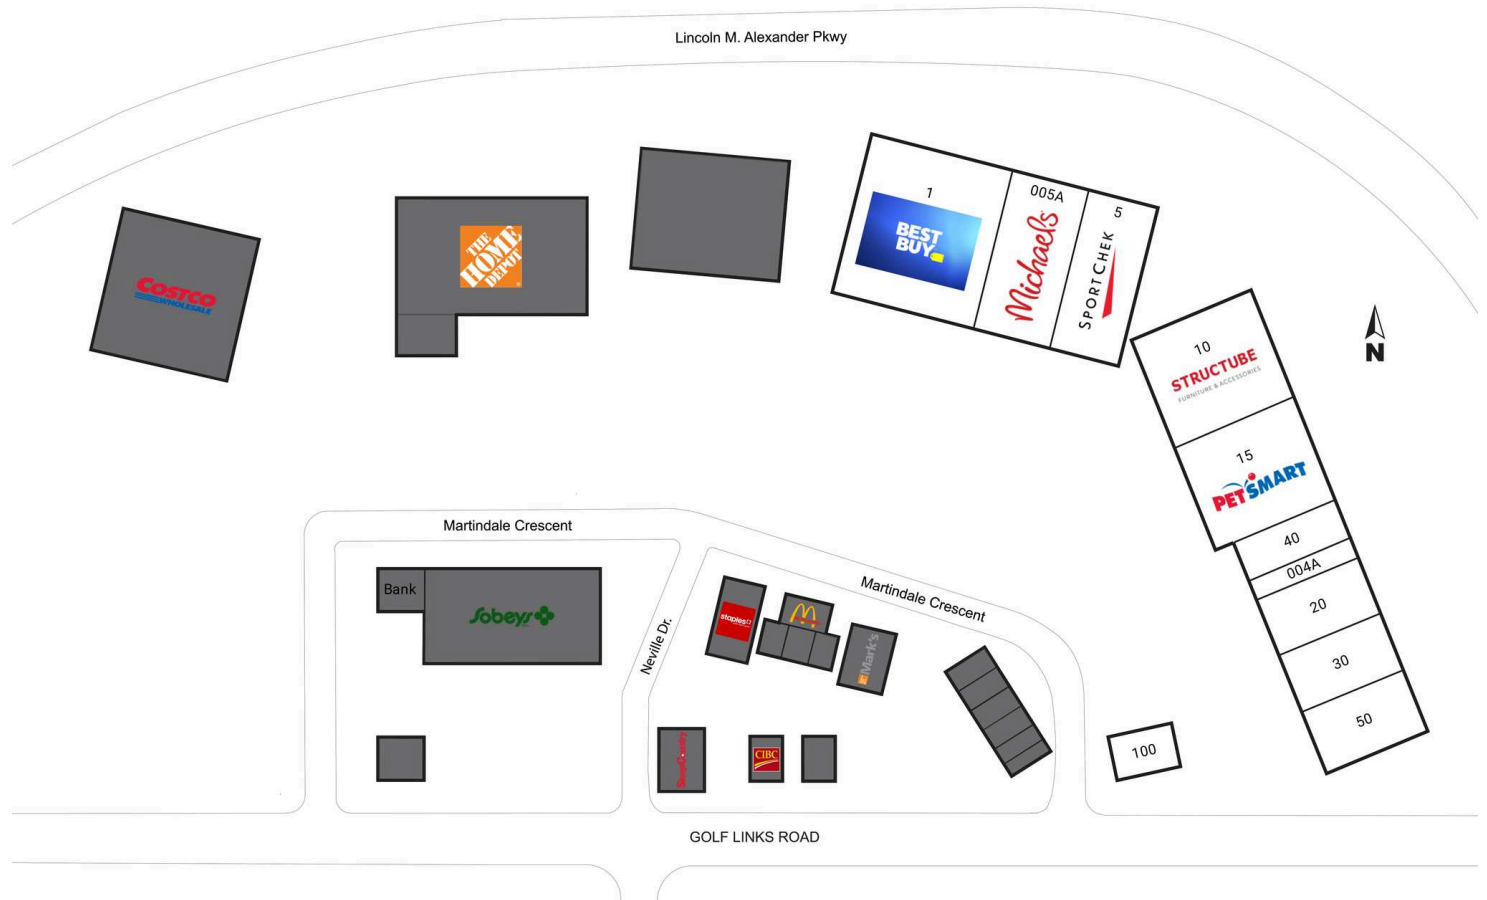 Lincoln M. Alexander Pkwy
COSTCO
WHOLESALE
THE
HOME
DEPOT
1
BEST
BUY
005A
Michaels
5
SPORTCHEK
10
STRUCTUBE
FURNITURE & ACCESSORIES
15
PETSMART
N
40
004A
20
30
50
100
Martindale Crescent
Bank
Sobeys
Neville Dr.
Martindale Crescent
staples
Mark's
SleepCountry
CIBC
GOLF LINKS ROAD